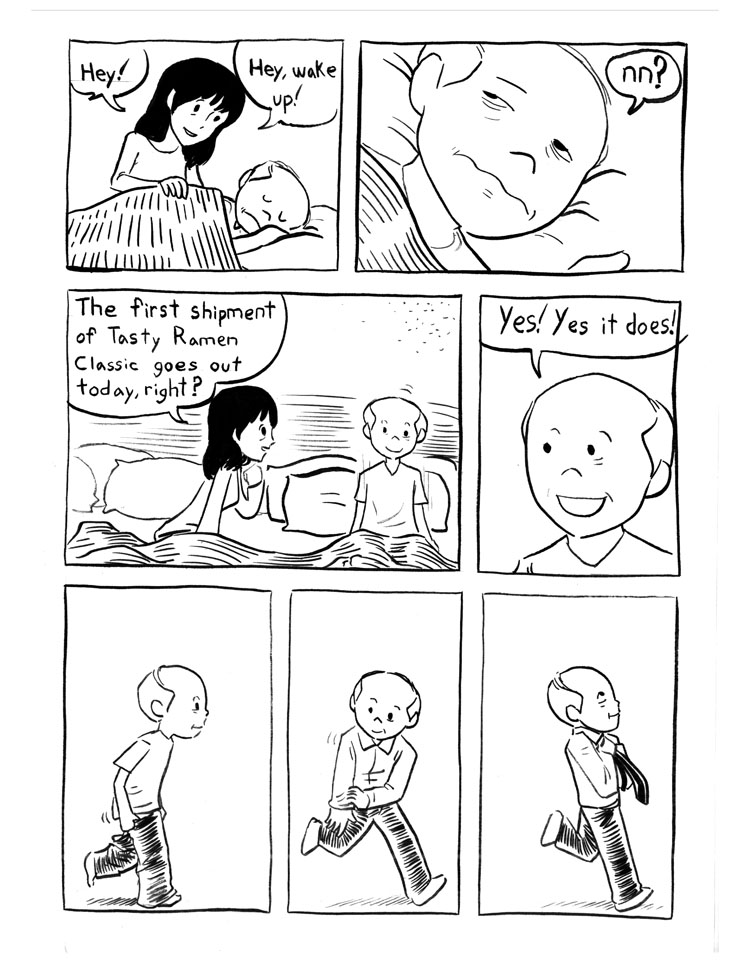 Hey!
Hey, wake
up!
nn?
The first shipment
of Tasty Ramen
Classic goes out
today, right?
Yes! Yes it does!